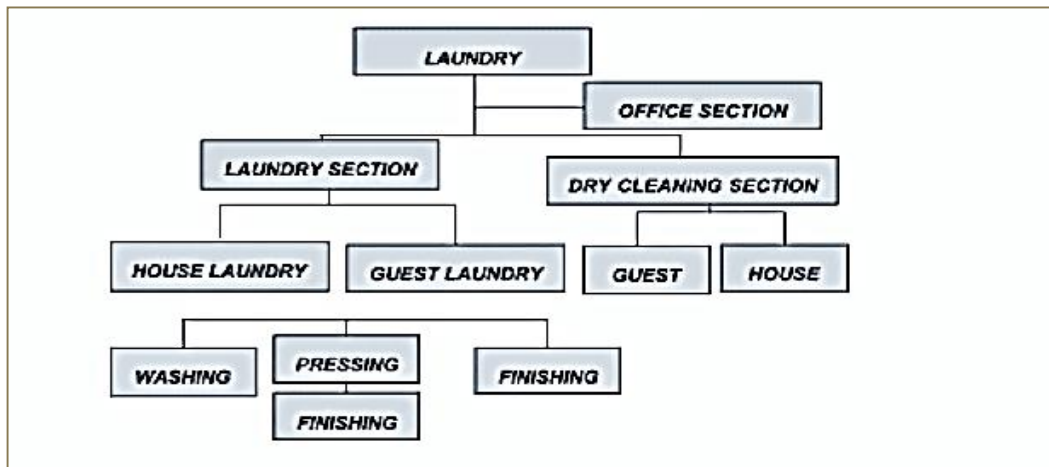 LAUNDRY
OFFICE SECTION
LAUNDRY SECTION
DRY CLEANING SECTION
HOUSE LAUNDRY
GUEST LAUNDRY
GUEST
HOUSE
WASHING
PRESSING
FINISHING
FINISHING